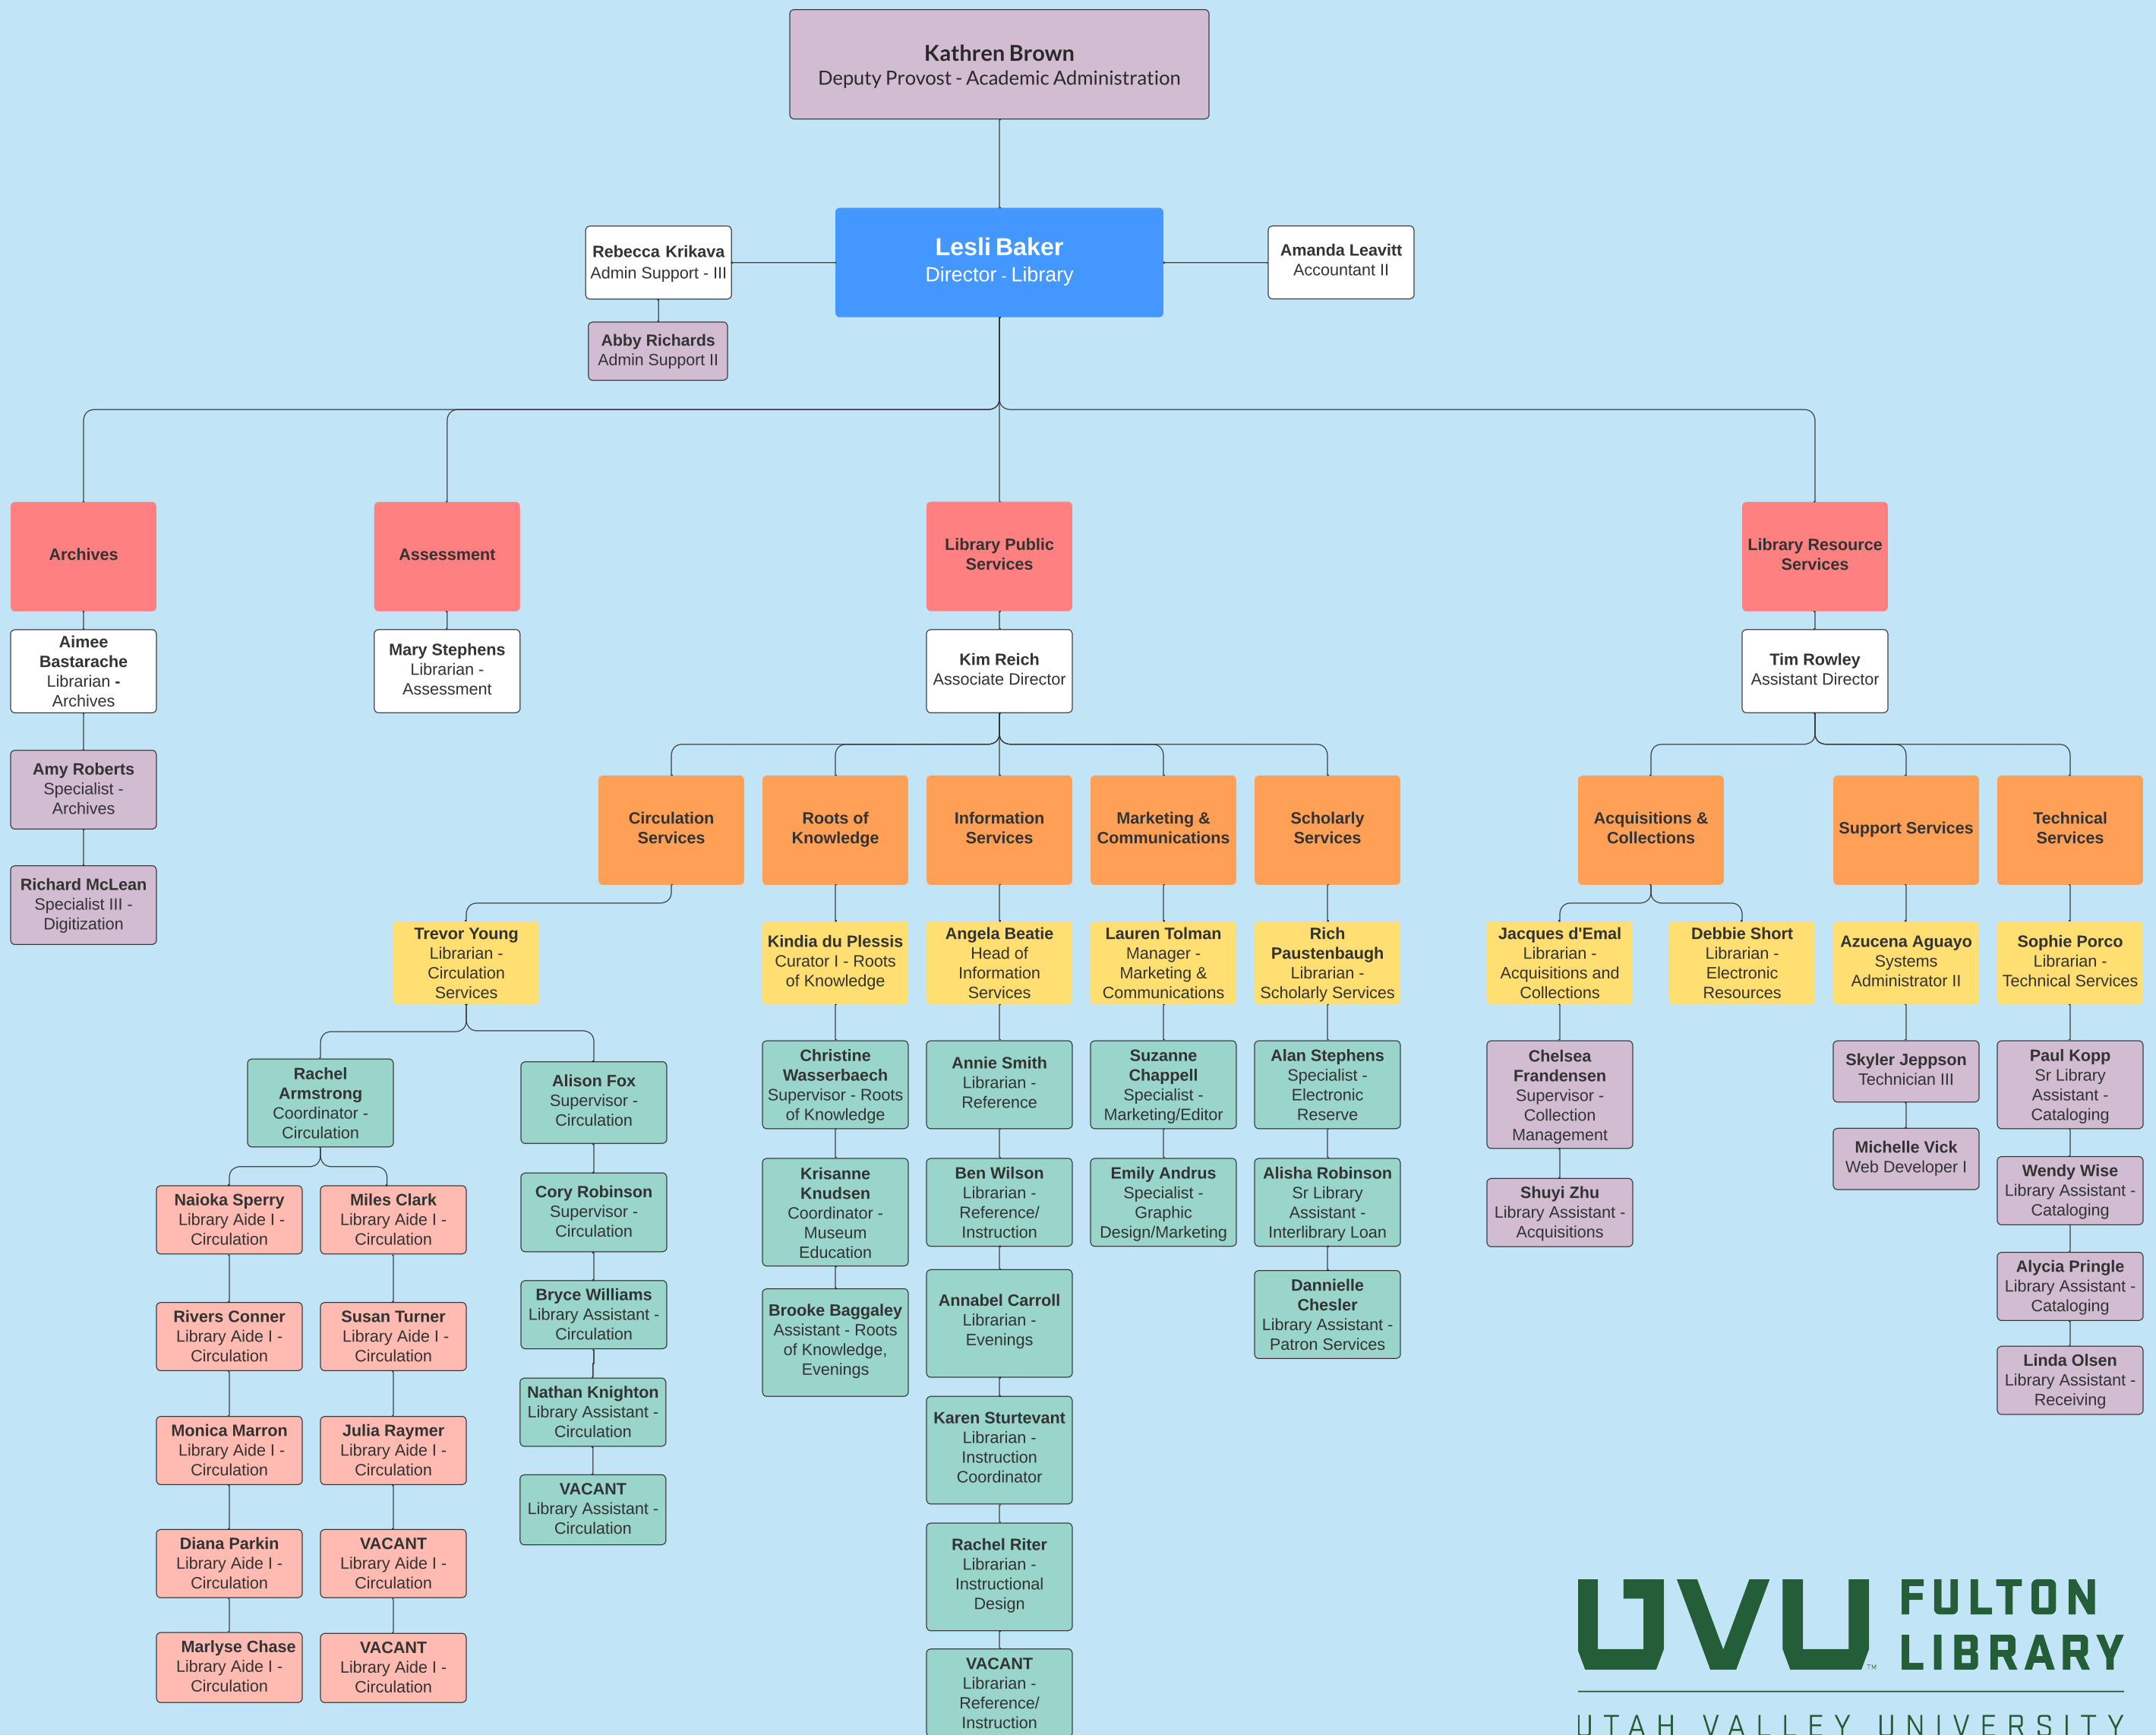 Kathren Brown
Deputy Provost - Academic Administration
Rebecca Krikava
Admin Support - III
Lesli Baker
Director - Library
Amanda Leavitt
Accountant II
Abby Richards
Admin Support II
Archives
Assessment
Library Public
Services
Library Resource
Services
Aimee
Bastarache
Librarian -
Archives
Mary Stephens
Librarian -
Assessment
Kim Reich
Associate Director
Tim Rowley
Assistant Director
Amy Roberts
Specialist -
Archives
Richard McLean
Specialist III -
Digitization
Circulation
Services
Roots of
Knowledge
Information
Services
Marketing &
Communications
Scholarly
Services
Acquisitions &
Collections
Support Services
Technical
Services
Trevor Young
Librarian -
Circulation
Services
Kindia du Plessis
Curator I - Roots
of Knowledge
Angela Beatie
Head of
Information
Services
Lauren Tolman
Manager -
Marketing &
Communications
Rich
Paustenbaugh
Librarian -
Scholarly Services
Jacques d'Emal
Librarian -
Acquisitions and
Collections
Debbie Short
Librarian -
Electronic
Resources
Azucena Aguayo
Systems
Administrator II
Sophie Porco
Librarian -
Technical Services
Rachel
Armstrong
Coordinator -
Circulation
Alison Fox
Supervisor -
Circulation
Christine
Wasserbaech
Supervisor - Roots
of Knowledge
Annie Smith
Librarian -
Reference
Suzanne
Chappell
Specialist -
Marketing/Editor
Alan Stephens
Specialist -
Electronic
Reserve
Chelsea
Frandensen
Supervisor -
Collection
Management
Skyler Jeppson
Technician III
Paul Kopp
Sr Library
Assistant -
Cataloging
Naioka Sperry
Library Aide I -
Circulation
Miles Clark
Library Aide I -
Circulation
Cory Robinson
Supervisor -
Circulation
Krisanne
Knudsen
Coordinator -
Museum
Education
Ben Wilson
Librarian -
Reference/
Instruction
Emily Andrus
Specialist -
Graphic
Design/Marketing
Alisha Robinson
Sr Library
Assistant -
Interlibrary Loan
Shuyi Zhu
Library Assistant -
Acquisitions
Michelle Vick
Web Developer I
Wendy Wise
Library Assistant -
Cataloging
Rivers Conner
Library Aide I -
Circulation
Susan Turner
Library Aide I -
Circulation
Bryce Williams
Library Assistant -
Circulation
Brooke Baggaley
Assistant - Roots
of Knowledge,
Evenings
Annabel Carroll
Librarian -
Evenings
Dannielle
Chesler
Library Assistant -
Patron Services
Alycia Pringle
Library Assistant -
Cataloging
Linda Olsen
Library Assistant -
Receiving
Monica Marron
Library Aide I -
Circulation
Julia Raymer
Library Aide I -
Circulation
Nathan Knighton
Library Assistant -
Circulation
Karen Sturtevant
Librarian -
Instruction
Coordinator
VACANT
Library Assistant -
Circulation
Diana Parkin
Library Aide I -
Circulation
VACANT
Library Aide I -
Circulation
Rachel Riter
Librarian -
Instructional
Design
Marlyse Chase
Library Aide I -
Circulation
VACANT
Library Aide I -
Circulation
VACANT
Librarian -
Reference/
Instruction
UVU TM
FULTON
LIBRARY
UTAH VALLEY UNIVERSITY